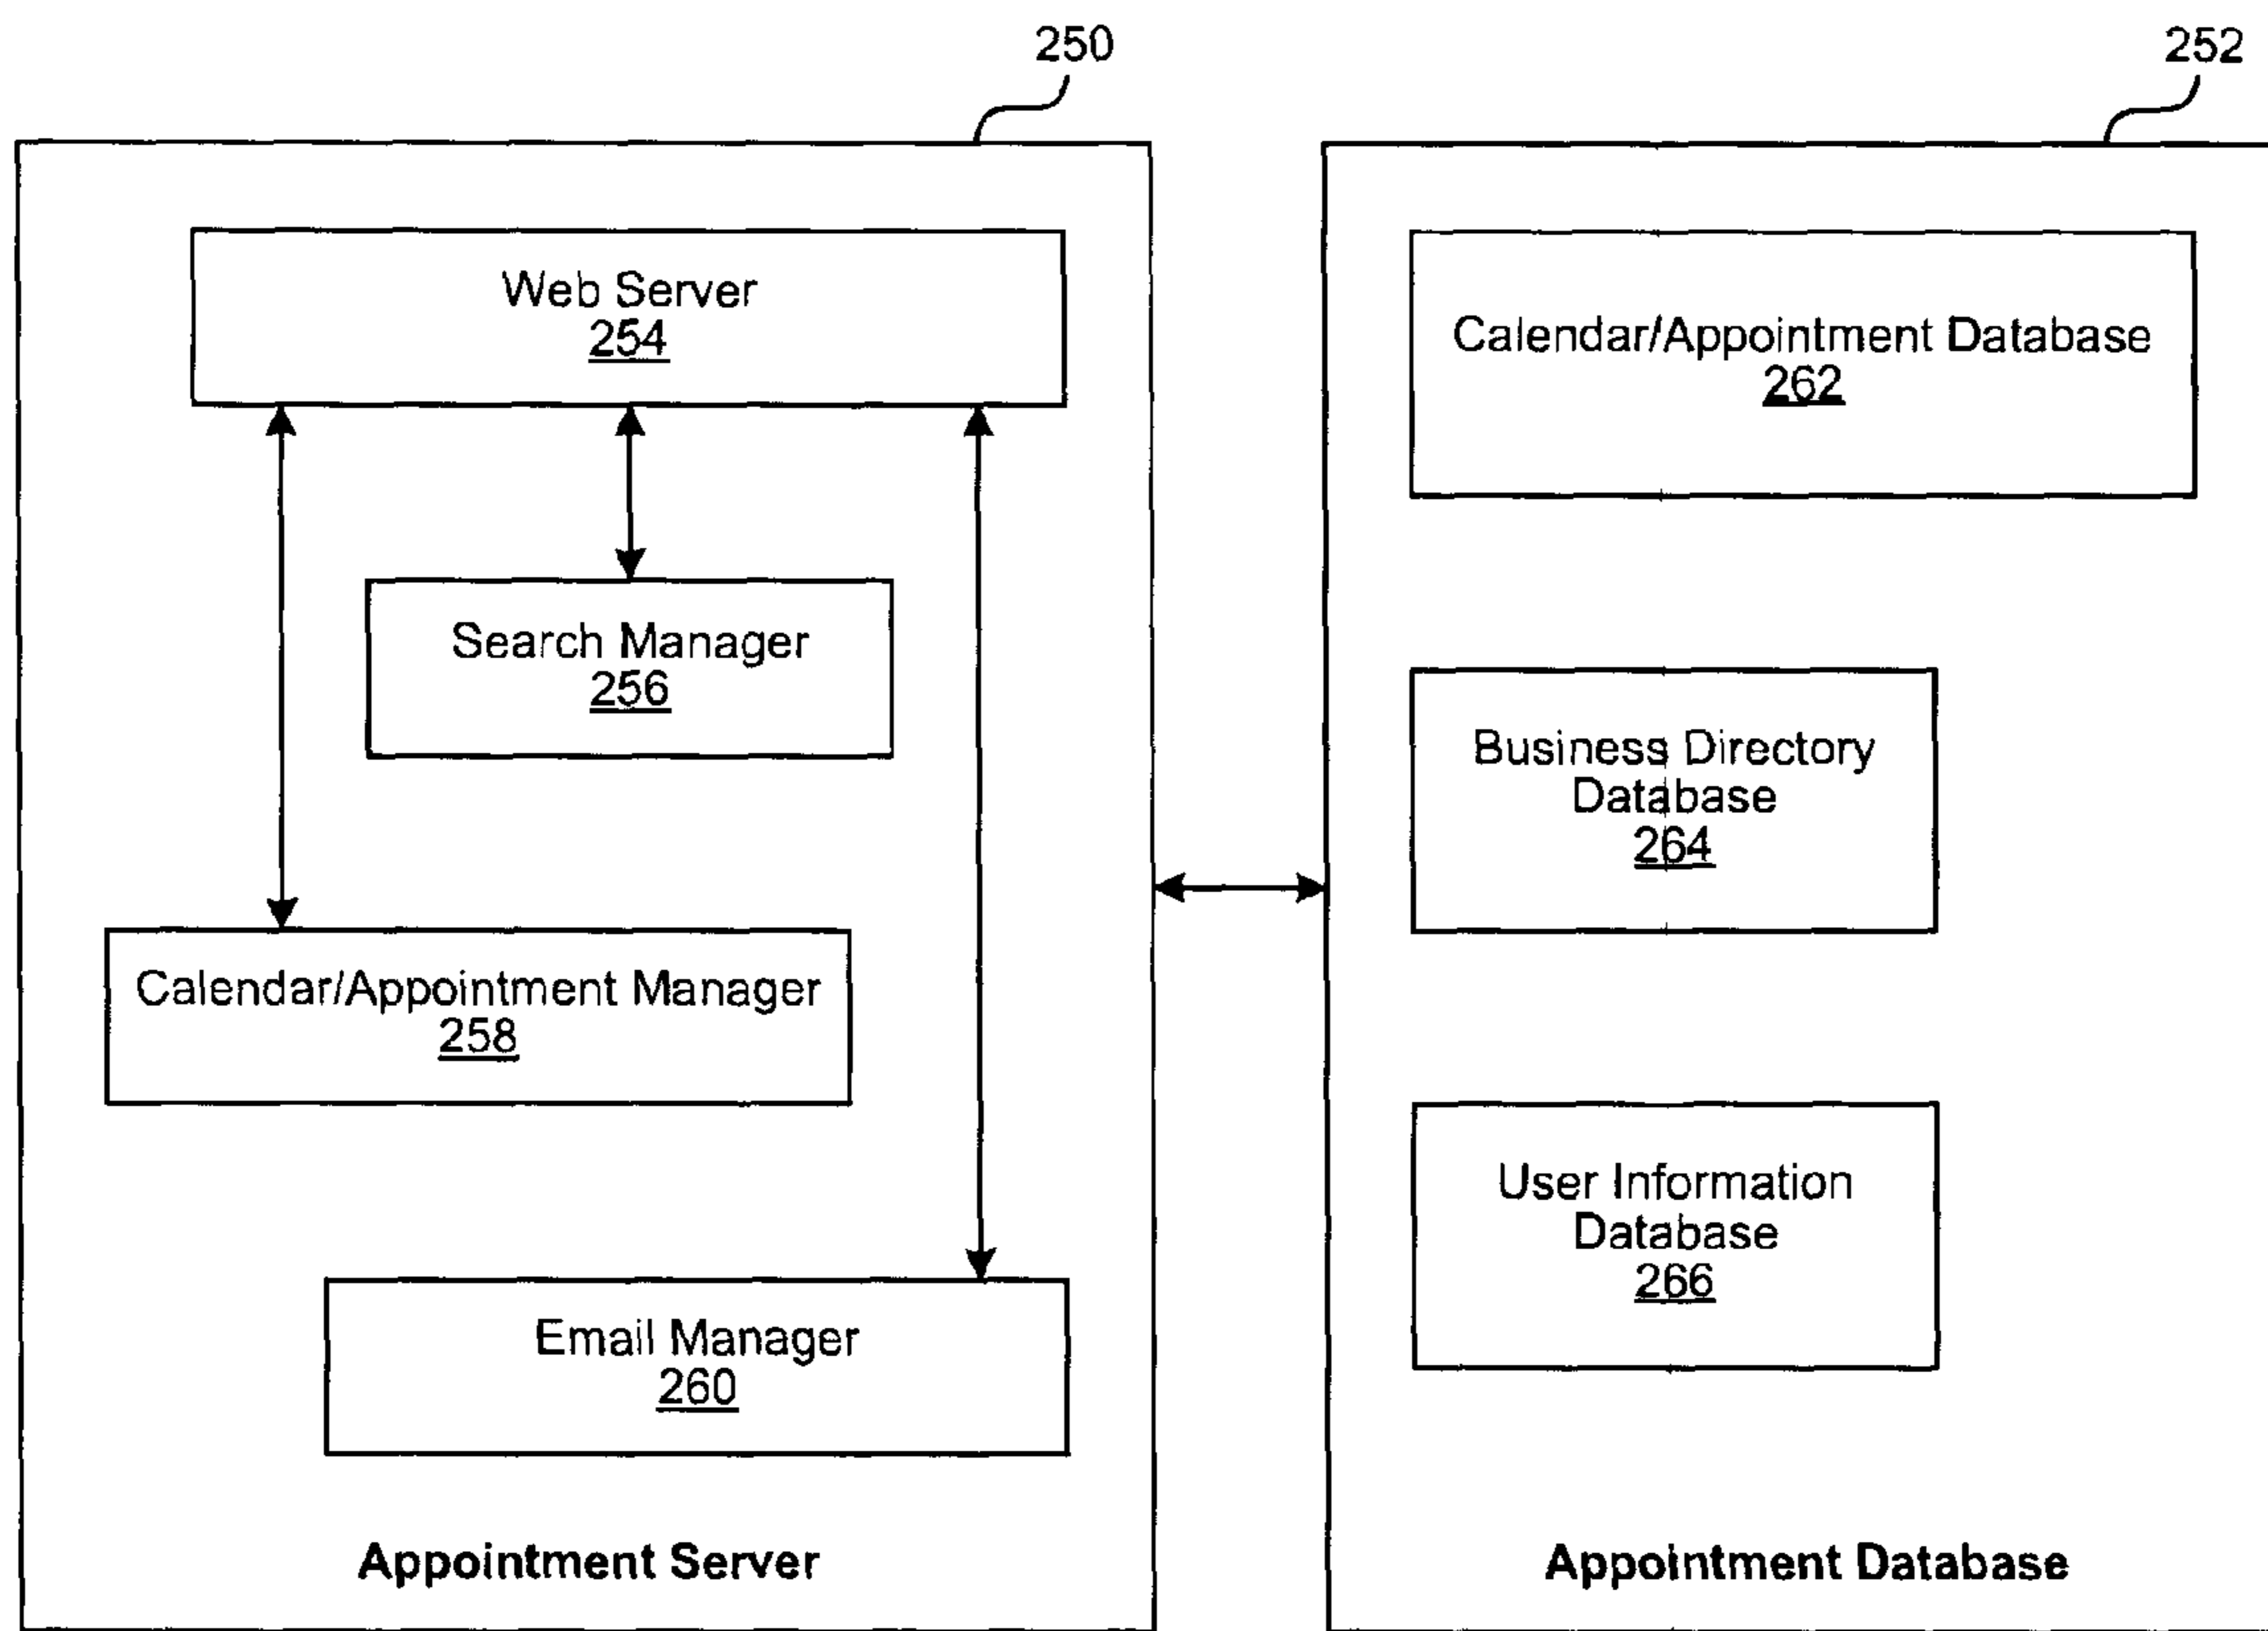 250
252
Web Server
254
Search Manager
256
Calendar/Appointment Manager
258
Email Manager
260
Appointment Server
Calendar/Appointment Database
262
Business Directory
Database
264
User Information
Database
266
Appointment Database